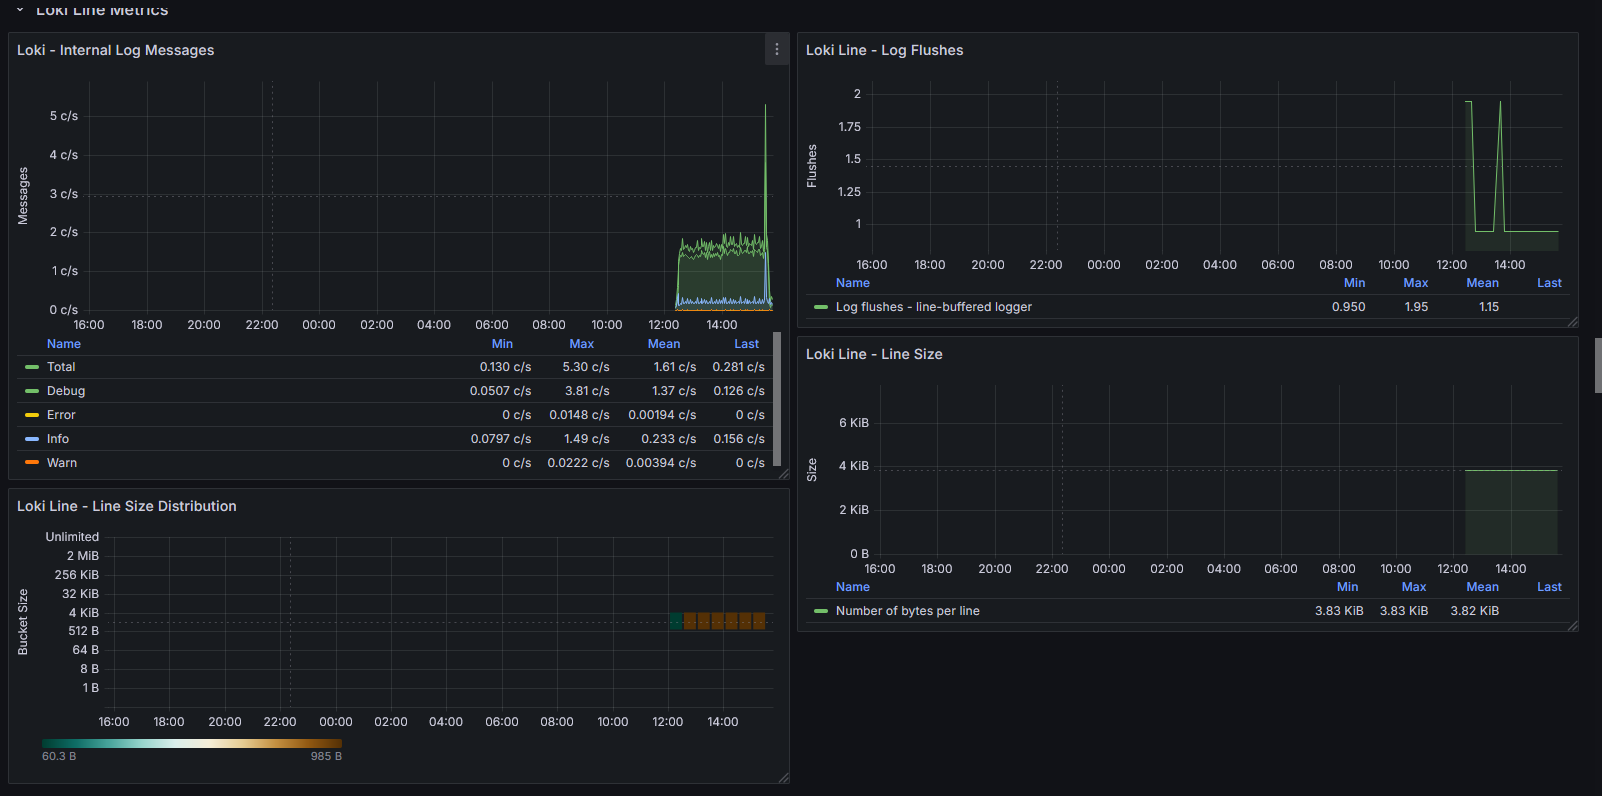 Loki Line Metrics
Loki - Internal Log Messages
Messages
5 c/s
4 c/s
3 c/s
2 c/s
1 c/s
0 c/s
16:00 18:00 20:00 22:00 00:00 02:00 04:00 06:00 08:00 10:00 12:00 14:00
Name Min Max Mean Last
Total 0.130 c/s 5.30 c/s 1.61 c/s 0.281 c/s
Debug 0.0507 c/s 3.81 c/s 1.37 c/s 0.126 c/s
Error 0 c/s 0.0148 c/s 0.00194 c/s 0 c/s
Info 0.0797 c/s 1.49 c/s 0.233 c/s 0.156 c/s
Warn 0 c/s 0.0222 c/s 0.00394 c/s 0 c/s
Loki Line - Log Flushes
Flushes
2
1.75
1.5
1.25
1
16:00 18:00 20:00 22:00 00:00 02:00 04:00 06:00 08:00 10:00 12:00 14:00
Name Min Max Mean Last
Log flushes - line-buffered logger 0.950 1.95 1.15
Loki Line - Line Size
Size
6 KiB
4 KiB
2 KiB
0 B
16:00 18:00 20:00 22:00 00:00 02:00 04:00 06:00 08:00 10:00 12:00 14:00
Name Min Max Mean Last
Number of bytes per line 3.83 KiB 3.83 KiB 3.82 KiB
Loki Line - Line Size Distribution
Bucket Size
Unlimited
2 MiB
256 KiB
32 KiB
4 KiB
512 B
64 B
8 B
1 B
16:00 18:00 20:00 22:00 00:00 02:00 04:00 06:00 08:00 10:00 12:00 14:00
60.3 B 985 B